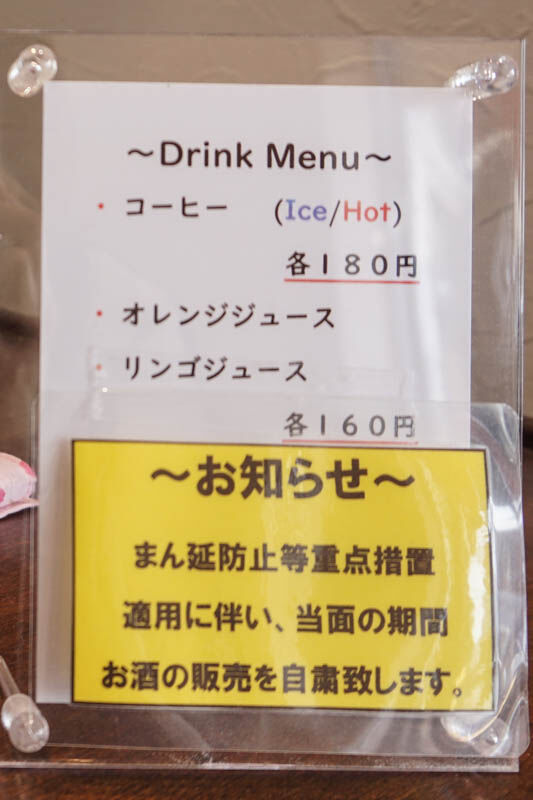 ～Drink Menu～
・コーヒー (Ice/Hot)
各１８０円
・オレンジジュース
・リンゴジュース
各１６０円
～お知らせ～
まん延防止等重点措置
適用に伴い、当面の期間
お酒の販売を自粛致します。